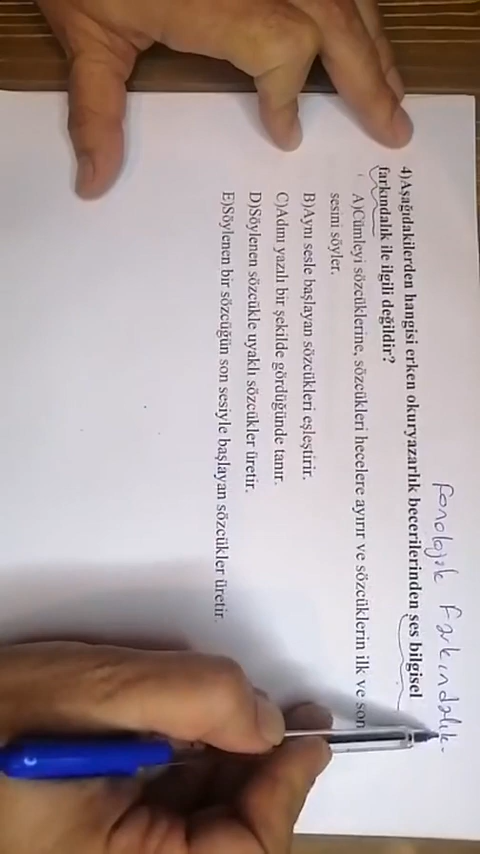 fonolojik farkındalık
4)Aşağıdakilerden hangisi erken okuryazarlık becerilerinden ses bilgisel
farkındalık ile ilgili değildir?
A)Cümleyi sözcüklerine, sözcükleri hecelere ayırır ve sözcüklerin ilk ve son
sesini söyler.
B)Aynı sesle başlayan sözcükleri eşleştirir.
C)Adını yazılı bir şekilde gördüğünde tanır.
D)Söylenen sözcükle uyaklı sözcükler üretir.
E)Söylenen bir sözcüğün son sesiyle başlayan sözcükler üretir.